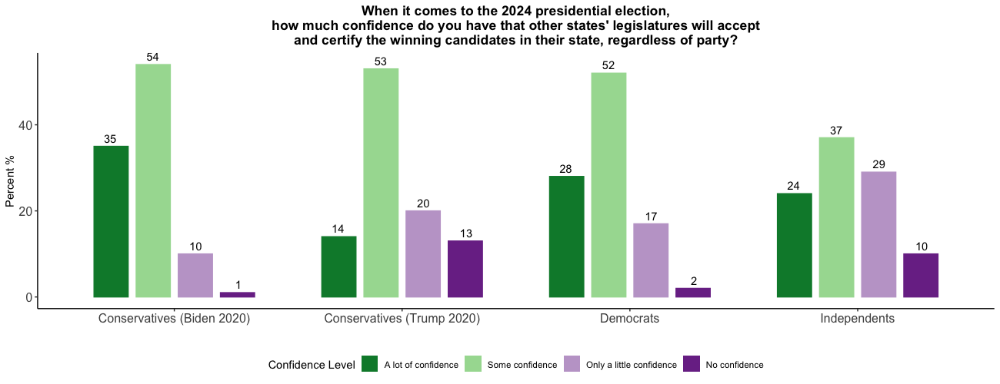 When it comes to the 2024 presidential election,
how much confidence do you have that other states' legislatures will accept
and certify the winning candidates in their state, regardless of party?
Percent %
40
20
0
35
54
10
1
14
53
20
13
28
52
17
2
24
37
29
10
Conservatives (Biden 2020)
Conservatives (Trump 2020)
Democrats
Independents
Confidence Level
A lot of confidence
Some confidence
Only a little confidence
No confidence